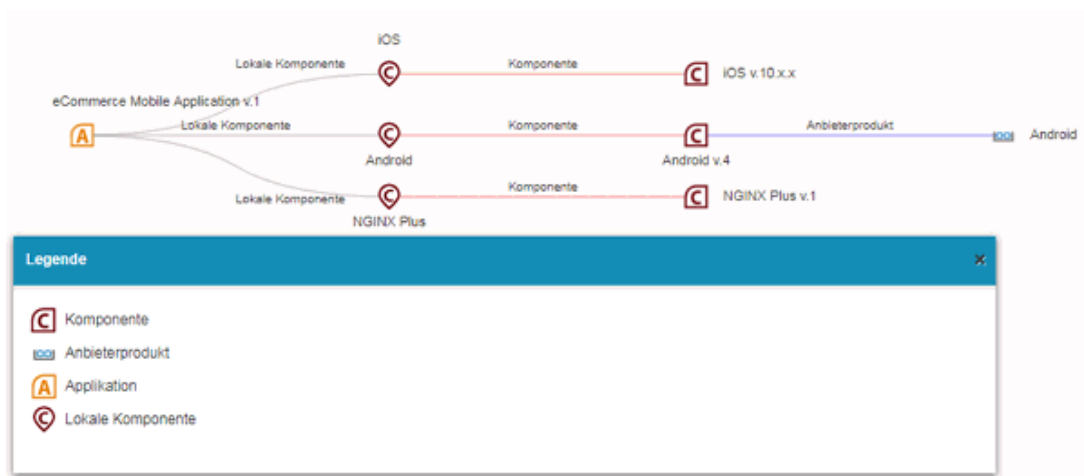 iOS
Lokale Komponente
Komponente
iOS v.10.x.x
eCommerce Mobile Application v.1
Lokale Komponente
Komponente
Anbieterprodukt
Android
Android
Android v.4
Lokale Komponente
Komponente
NGINX Plus v.1
NGINX Plus
Legende
Komponente
Anbieterprodukt
Applikation
Lokale Komponente